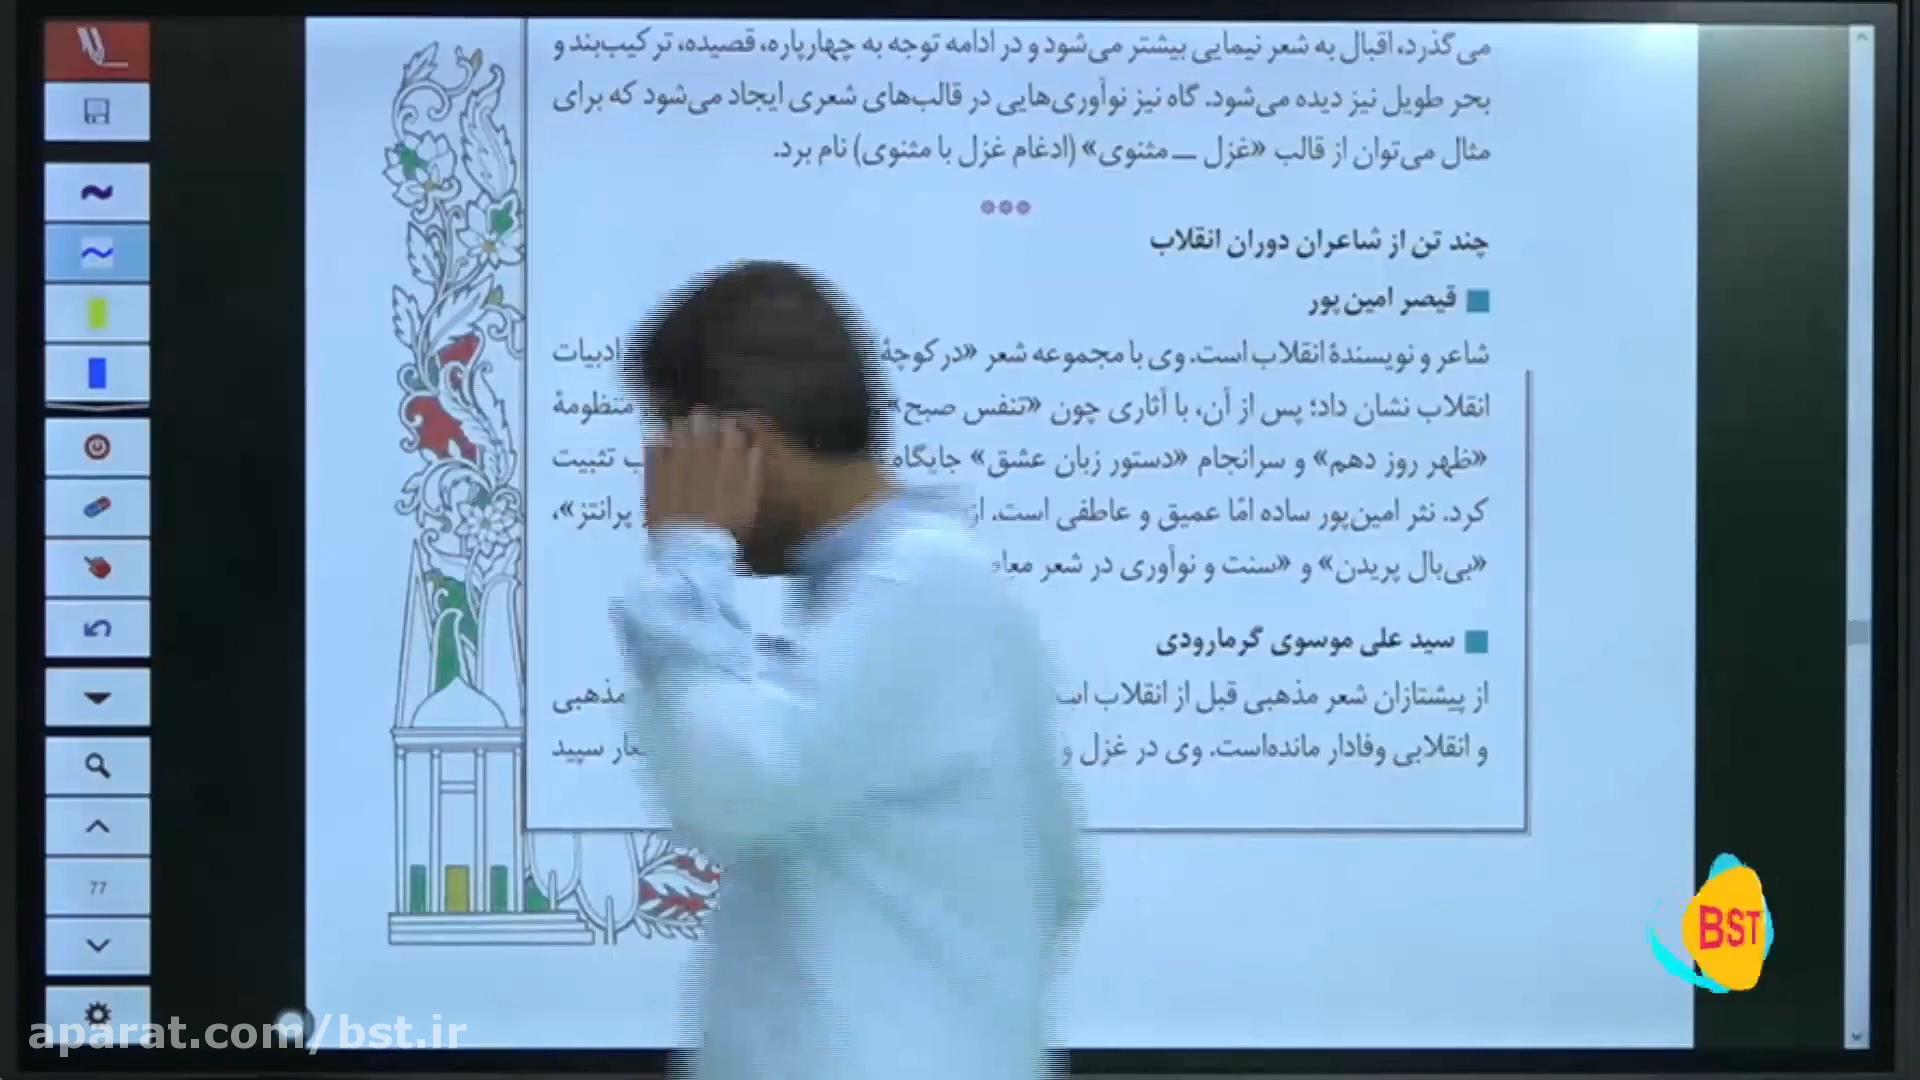 می‌گذرد، اقبال به شعر نیمایی بیشتر می‌شود و در ادامه توجه به چهارپاره، قصیده، ترکیب‌بند و
بحر طویل نیز دیده می‌شود. گاه نیز نوآوری‌هایی در قالب‌های شعری ایجاد می‌شود که برای
مثال می‌توان از قالب «غزل ـ مثنوی» (ادغام غزل با مثنوی) نام برد.
چند تن از شاعران دوران انقلاب
قیصر امین‌پور
شاعر و نویسندهٔ انقلاب است. وی با مجموعه شعر «در کوچهٔ ادبیات
انقلاب نشان داد؛ پس از آن، با آثاری چون «تنفس صبح» منظومهٔ
«ظهر روز دهم» و سرانجام «دستور زبان عشق» جایگاه تثبیت
کرد. نثر امین‌پور ساده امّا عمیق و عاطفی است. پرانتز»،
«بی‌بال پریدن» و «سنت و نوآوری در شعر
سید علی موسوی گرمارودی
از پیشتازان شعر مذهبی قبل از انقلاب مذهبی
و انقلابی وفادار مانده‌است. وی در غزل و سپید
77
BST
aparat.com/bst.ir